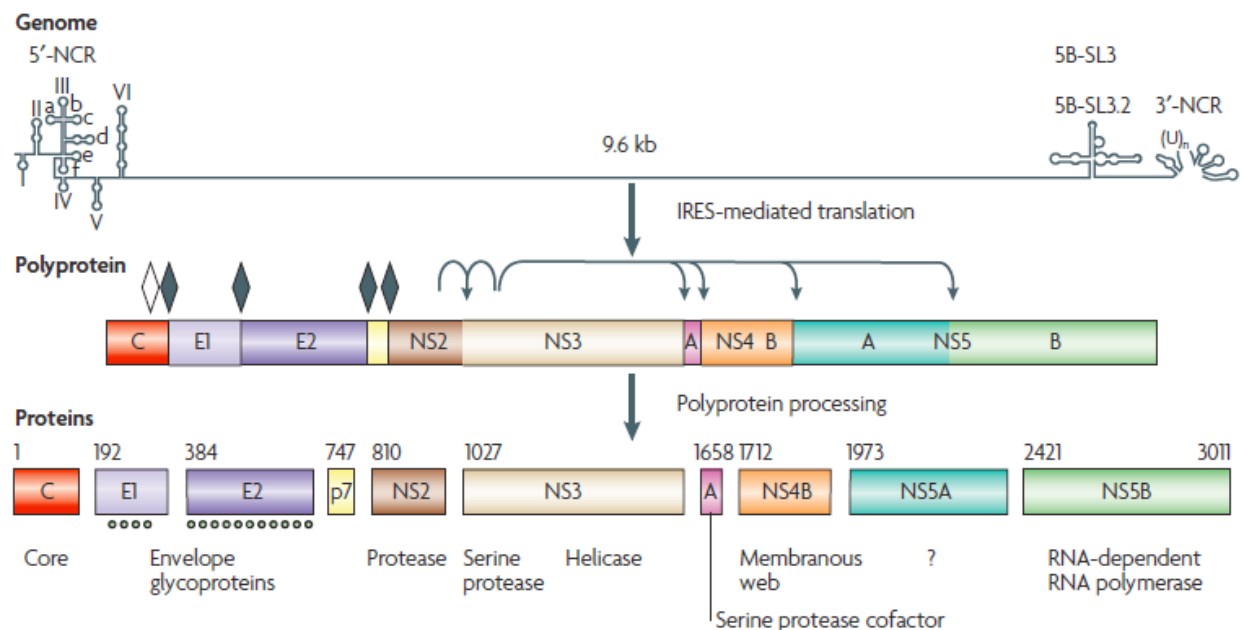 Genome
5′-NCR
5B-SL3
III
VI
II
a
b
c
d
e
f
I
IV
V
9.6 kb
5B-SL3.2
3′-NCR
(U)n
IRES-mediated translation
Polyprotein
C
E1
E2
NS2
NS3
A
NS4 B
A
NS5
B
Polyprotein processing
Proteins
1 192 384 747 810 1027 1658 1712 1973 2421 3011
C E1 E2 p7 NS2 NS3 A NS4B NS5A NS5B
Core
Envelope
glycoproteins
Protease
Serine
protease
Helicase
Membranous
web
?
RNA-dependent
RNA polymerase
Serine protease cofactor